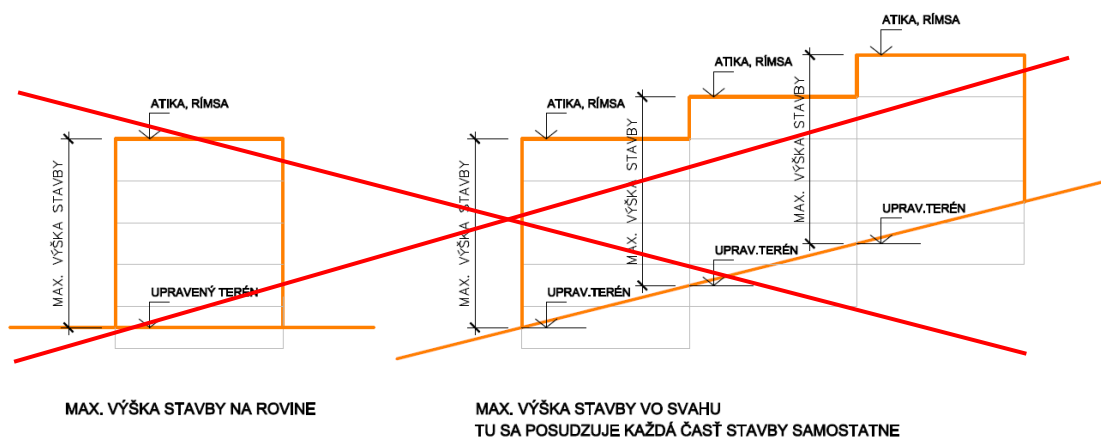 ATIKA, RÍMSA
MAX. VÝŠKA STAVBY
UPRAVENÝ TERÉN
MAX. VÝŠKA STAVBY NA ROVINE
ATIKA, RÍMSA
ATIKA, RÍMSA
ATIKA, RÍMSA
MAX. VÝŠKA STAVBY
MAX. VÝŠKA STAVBY
MAX. VÝŠKA STAVBY
UPRAV.TERÉN
UPRAV.TERÉN
UPRAV.TERÉN
MAX. VÝŠKA STAVBY VO SVAHU
TU SA POSUDZUJE KAŽDÁ ČASŤ STAVBY SAMOSTATNE